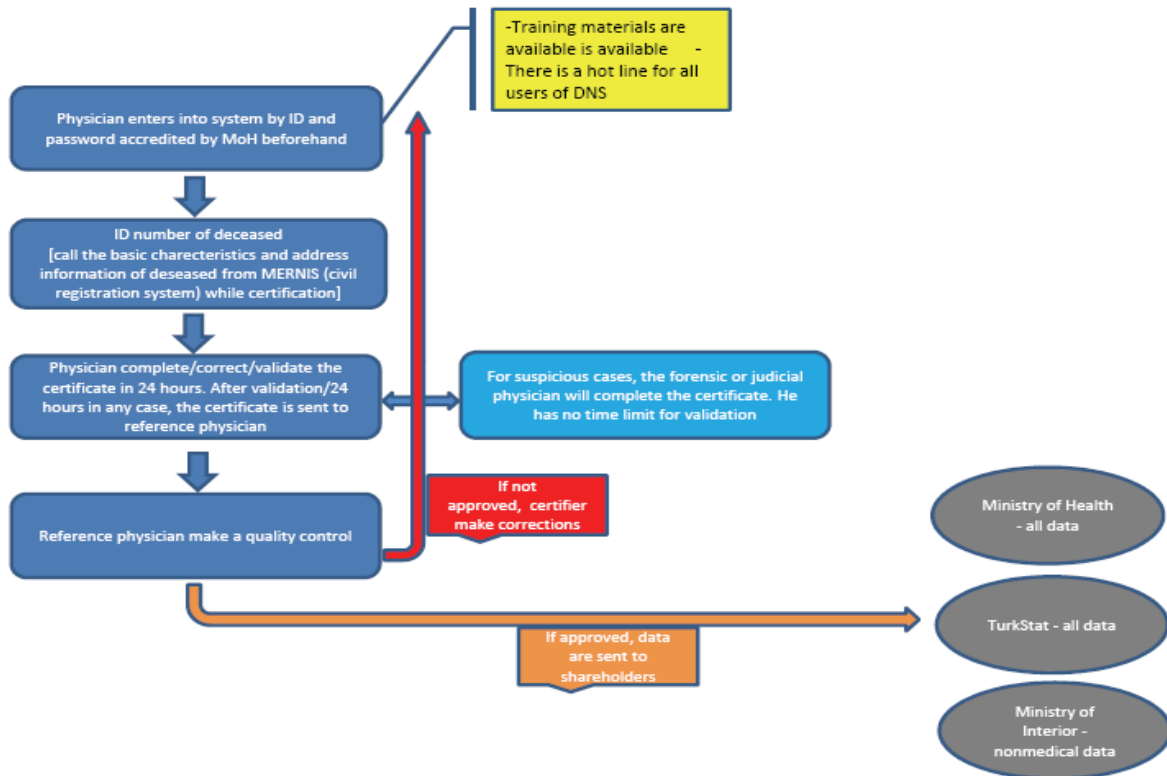 -Training materials are
available is available -
There is a hot line for all
users of DNS
Physician enters into system by ID and
password accredited by MoH beforehand
ID number of deceased
[call the basic charecteristics and address
information of desesased from MERNIS (civil
registration system) while certification]
Physician complete/correct/validate the
certificate in 24 hours. After validation/24
hours in any case, the certificate is sent to
reference physician
For suspicious cases, the forensic or judicial
physician will complete the certificate. He
has no time limit for validation
If not
approved, certifier
make corrections
Reference physician make a quality control
Ministry of Health
- all data
TurkStat - all data
If approved, data
are sent to
shareholders
Ministry of
Interior -
nonmedical data